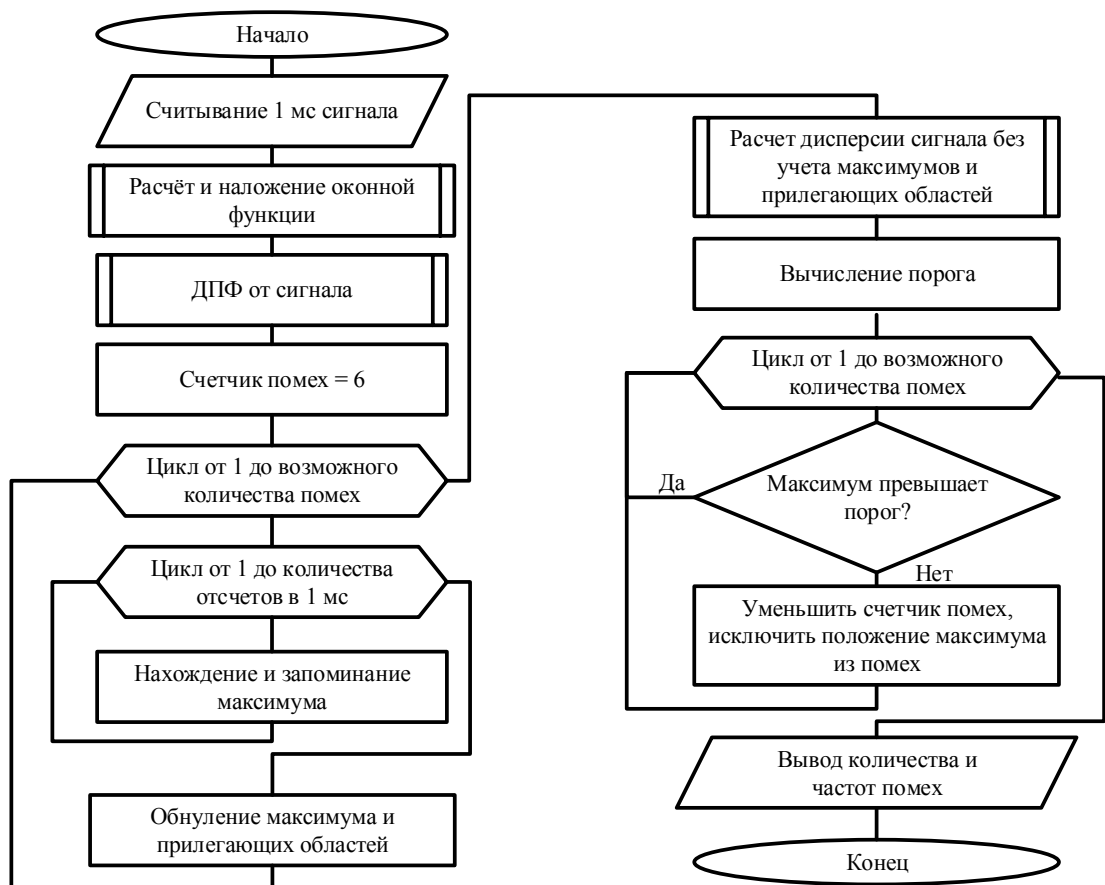 Начало
Считывание 1 мс сигнала
Расчёт и наложение оконной
функции
ДПФ от сигнала
Счетчик помех = 6
Цикл от 1 до возможного
количества помех
Цикл от 1 до количества
отсчетов в 1 мс
Нахождение и запоминание
максимума
Обнуление максимума и
прилегающих областей
Расчет дисперсии сигнала без
учета максимумов и
прилегающих областей
Вычисление порога
Цикл от 1 до возможного
количества помех
Да
Максимум превышает
порог?
Нет
Уменьшить счетчик помех,
исключить положение максимума
из помех
Вывод количества и
частот помех
Конец